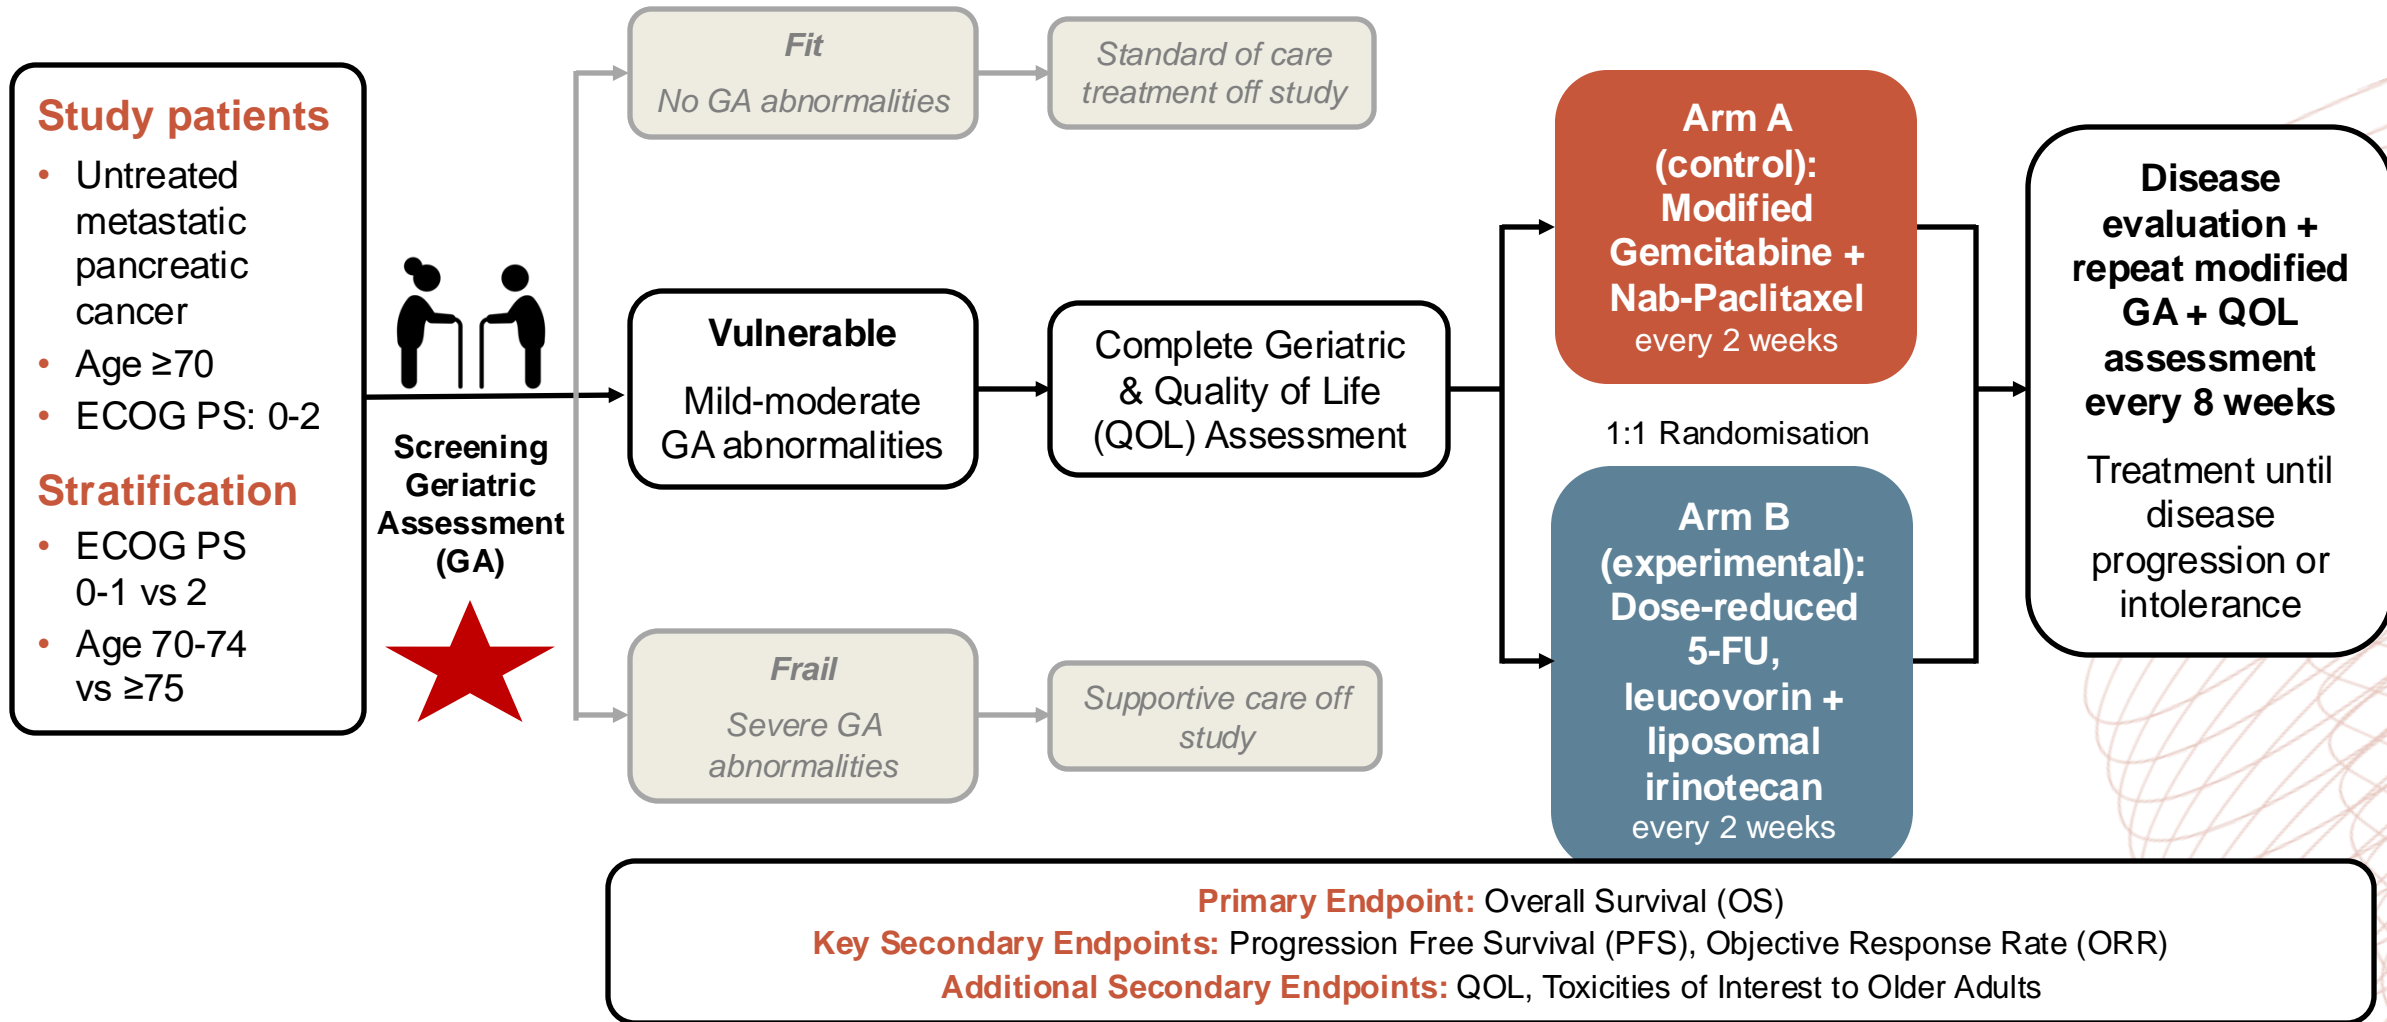 Study patients
• Untreated
metastatic
pancreatic
cancer
• Age ≥70
• ECOG PS: 0-2
Stratification
• ECOG PS
0-1 vs 2
• Age 70-74
vs ≥75
Screening
Geriatric
Assessment
(GA)
Fit
No GA abnormalities
Standard of care
treatment off study
Vulnerable
Mild-moderate
GA abnormalities
Complete Geriatric
& Quality of Life
(QOL) Assessment
Frail
Severe GA
abnormalities
Supportive care off
study
Arm A
(control):
Modified
Gemcitabine +
Nab-Paclitaxel
every 2 weeks
1:1 Randomisation
Arm B
(experimental):
Dose-reduced
5-FU,
leucovorin +
liposomal
irinotecan
every 2 weeks
Disease
evaluation +
repeat modified
GA + QOL
assessment
every 8 weeks
Treatment until
disease
progression or
intolerance
Primary Endpoint: Overall Survival (OS)
Key Secondary Endpoints: Progression Free Survival (PFS), Objective Response Rate (ORR)
Additional Secondary Endpoints: QOL, Toxicities of Interest to Older Adults